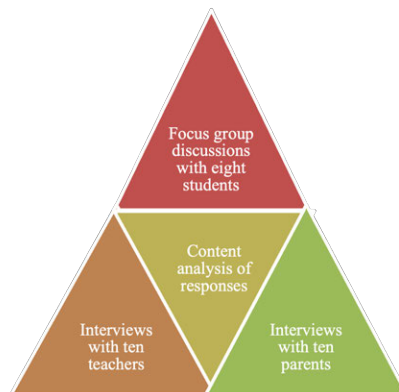 Focus group
discussions
with eight
students
Content
analysis of
responses
Interviews
with ten
teachers
Interviews
with ten
parents